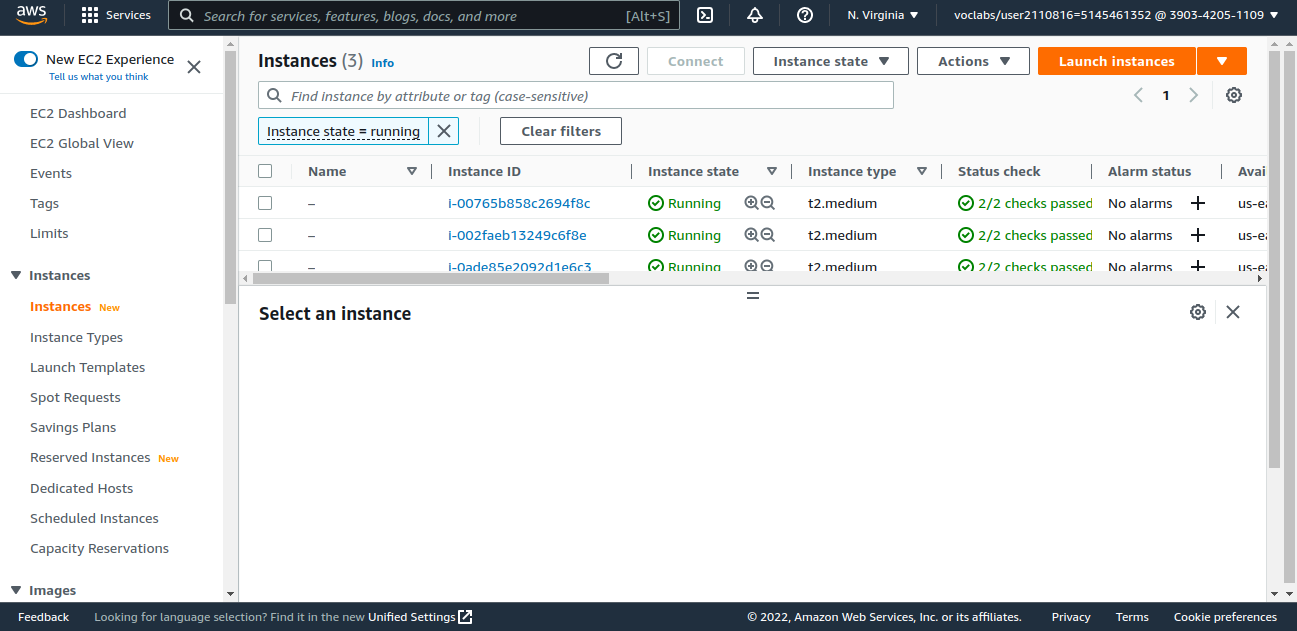 aws Services Search for services, features, blogs, docs, and more [Alt+S] N. Virginia voclabs/user2110816=5145461352 @ 3903-4205-1109
New EC2 Experience
Tell us what you think
EC2 Dashboard
EC2 Global View
Events
Tags
Limits
Instances
Instances New
Instance Types
Launch Templates
Spot Requests
Savings Plans
Reserved Instances New
Dedicated Hosts
Scheduled Instances
Capacity Reservations
Images
Instances (3) Info Connect Instance state Actions Launch instances
Find instance by attribute or tag (case-sensitive) 1
Instance state = running Clear filters
Name Instance ID Instance state Instance type Status check Alarm status Avai
– i-00765b858c2694f8c Running t2.medium 2/2 checks passed No alarms + us-ea
– i-002faeb13249c6f8e Running t2.medium 2/2 checks passed No alarms + us-ea
– i-0ade85e2092d1e6c3 Running t2.medium 2/2 checks passed No alarms + us-ea
Select an instance
Feedback Looking for language selection? Find it in the new Unified Settings © 2022, Amazon Web Services, Inc. or its affiliates. Privacy Terms Cookie preferences